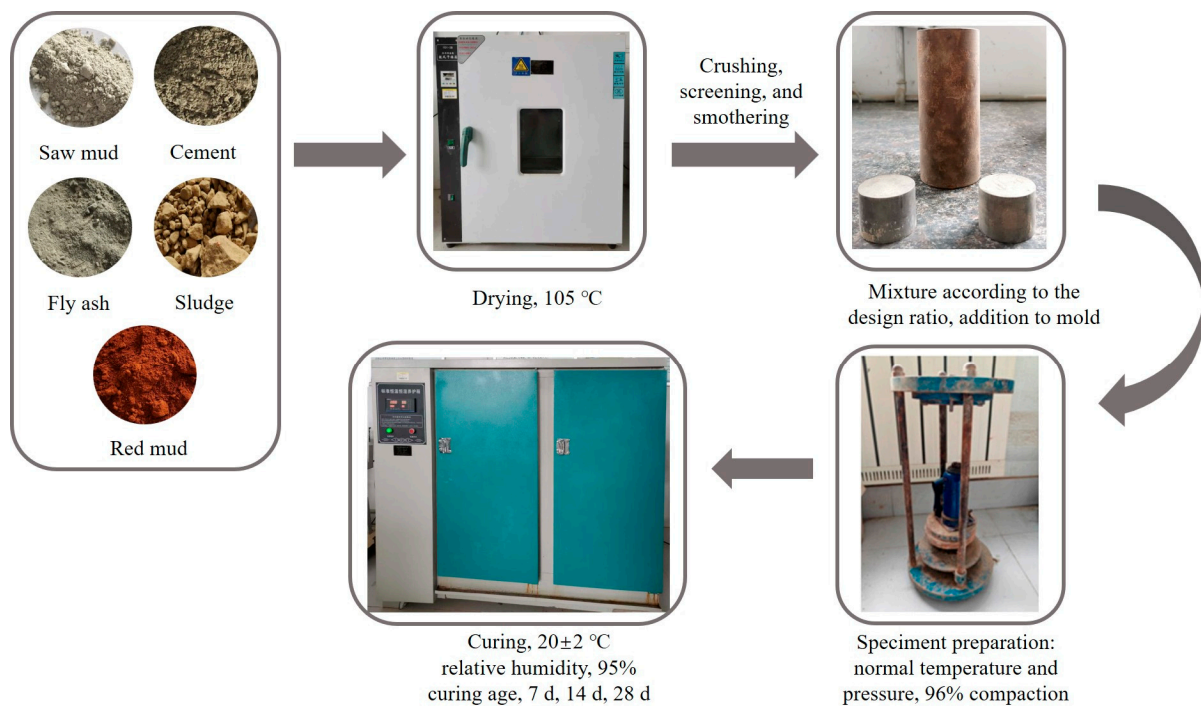 Saw mud
Cement
Fly ash
Sludge
Red mud
Drying, 105 °C
Crushing,
screening, and
smothering
Mixture according to the
design ratio, addition to mold
Speciment preparation:
normal temperature and
pressure, 96% compaction
Curing, 20±2 °C
relative humidity, 95%
curing age, 7 d, 14 d, 28 d